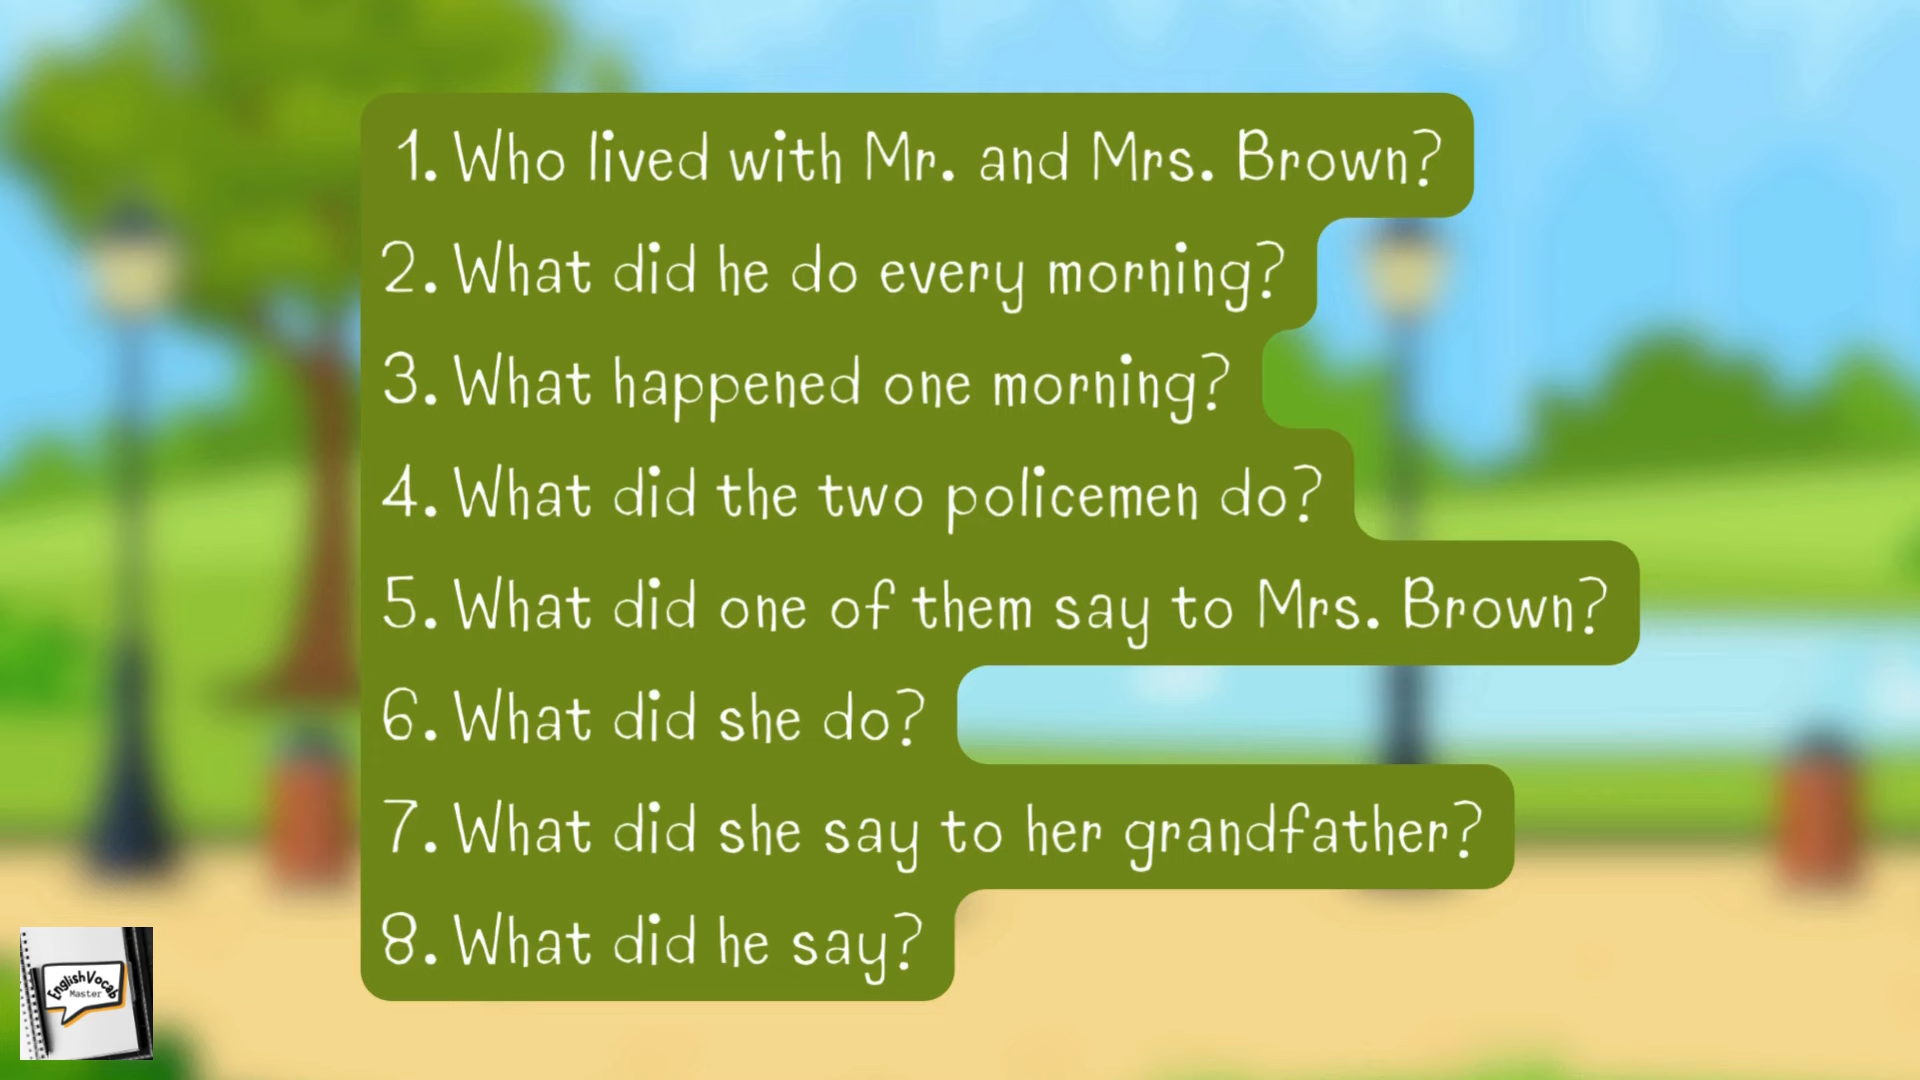 1. Who lived with Mr. and Mrs. Brown?
2. What did he do every morning?
3. What happened one morning?
4. What did the two policemen do?
5. What did one of them say to Mrs. Brown?
6. What did she do?
7. What did she say to her grandfather?
8. What did he say?
EnglishVocab
Master